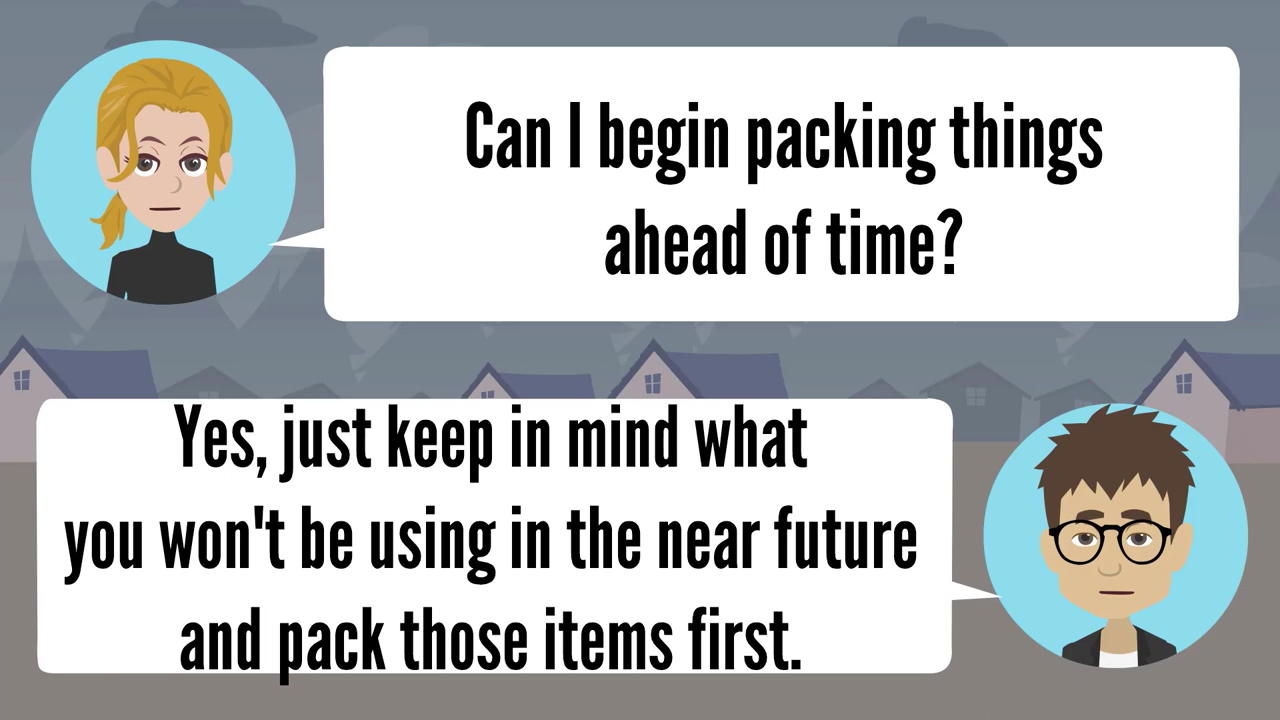 Can I begin packing things
ahead of time?
Yes, just keep in mind what
you won't be using in the near future
and pack those items first.